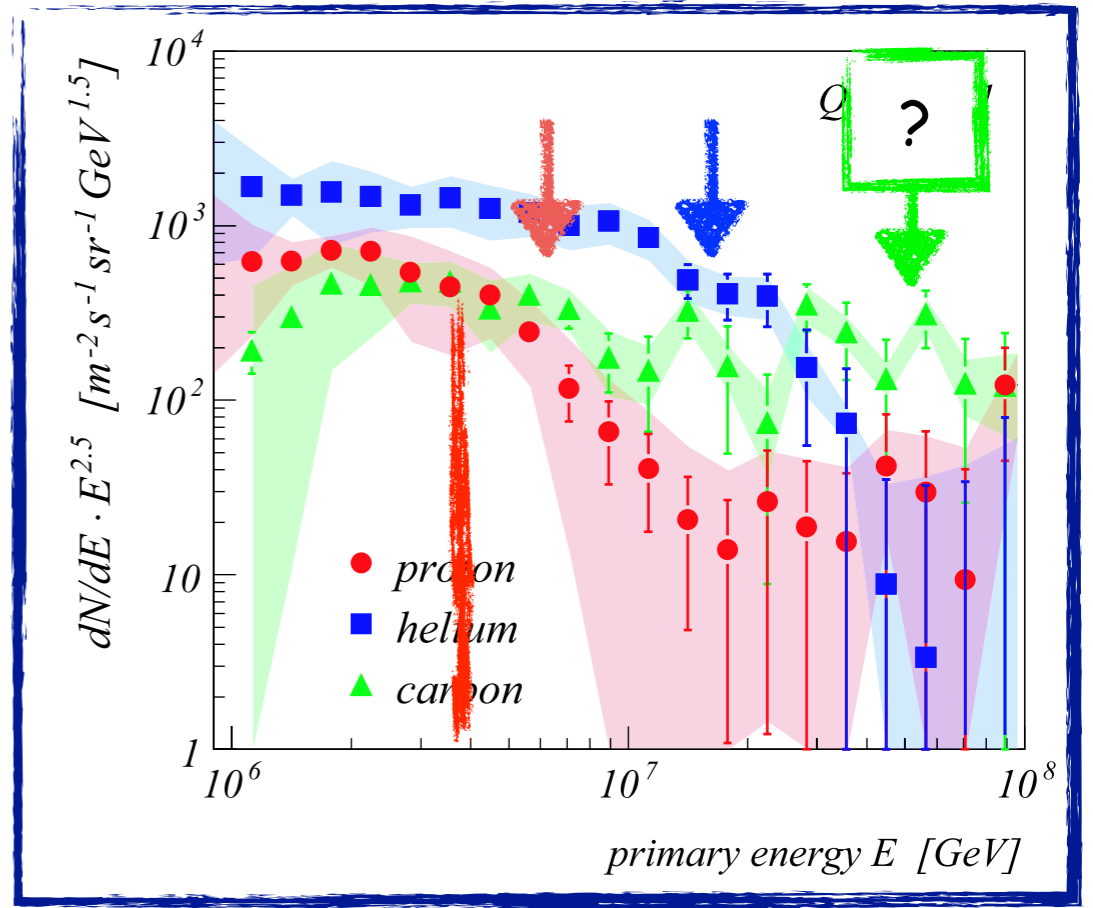 dN/dE · E^2.5 [m^-2 s^-1 sr^-1 GeV^1.5]
10^4
10^3
10^2
10
1
Q
?
proton
helium
carbon
10^6
10^7
10^8
primary energy E [GeV]